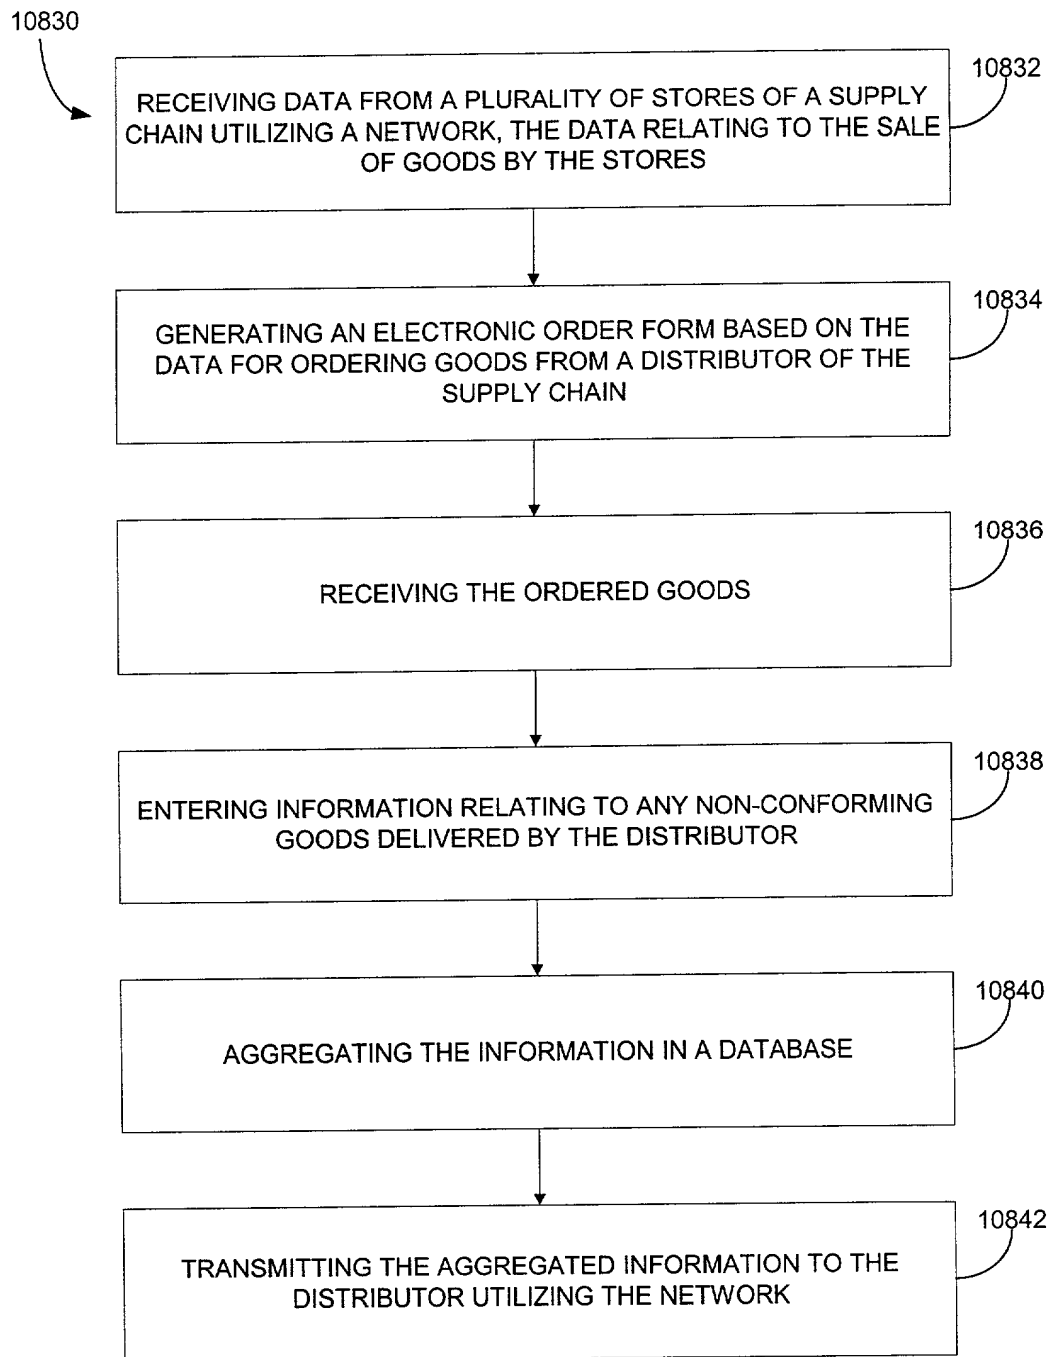 10830
10832
RECEIVING DATA FROM A PLURALITY OF STORES OF A SUPPLY
CHAIN UTILIZING A NETWORK, THE DATA RELATING TO THE SALE
OF GOODS BY THE STORES
10834
GENERATING AN ELECTRONIC ORDER FORM BASED ON THE
DATA FOR ORDERING GOODS FROM A DISTRIBUTOR OF THE
SUPPLY CHAIN
10836
RECEIVING THE ORDERED GOODS
10838
ENTERING INFORMATION RELATING TO ANY NON-CONFORMING
GOODS DELIVERED BY THE DISTRIBUTOR
10840
AGGREGATING THE INFORMATION IN A DATABASE
10842
TRANSMITTING THE AGGREGATED INFORMATION TO THE
DISTRIBUTOR UTILIZING THE NETWORK